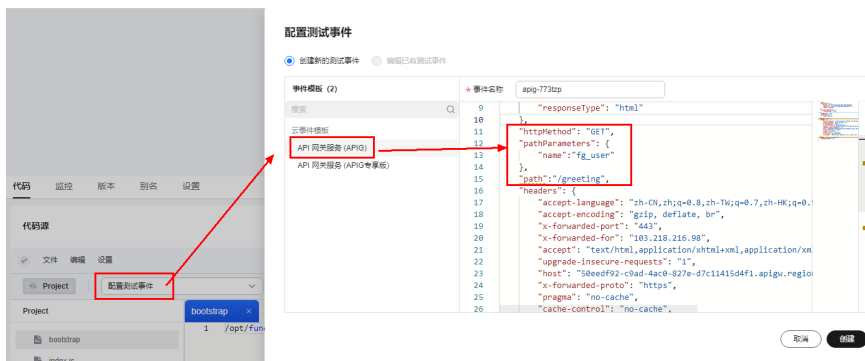 配置测试事件
创建新的测试事件 编辑已有测试事件
事件模板 (2)
* 事件名称 apig-773tzp
搜索
云事件模板
API 网关服务 (APIG)
API 网关服务 (APIG专享版)
9 "responseType": "html"
10 },
11 "httpMethod": "GET",
12 "pathParameters": {
13 "name":"fg_user"
14 },
15 "path":"/greeting",
16 "headers": {
17 "accept-language": "zh-CN,zh;q=0.8,zh-TW;q=0.7,zh-HK;q=0.
18 "accept-encoding": "gzip, deflate, br",
19 "x-forwarded-port": "443",
20 "x-forwarded-for": "103.218.216.98",
21 "accept": "text/html,application/xhtml+xml,application/xm
22 "upgrade-insecure-requests": "1",
23 "host": "50eedf92-c9ad-4ac0-827e-d7c11415d4f1.apigw.regio
24 "x-forwarded-proto": "https",
25 "pragma": "no-cache",
26 "cache-control": "no-cache",
取消 创建
代码 监控 版本 别名 设置
代码源
文件 编辑 设置
Project 配置测试事件
Project bootstrap ×
bootstrap 1 /opt/func
index.js